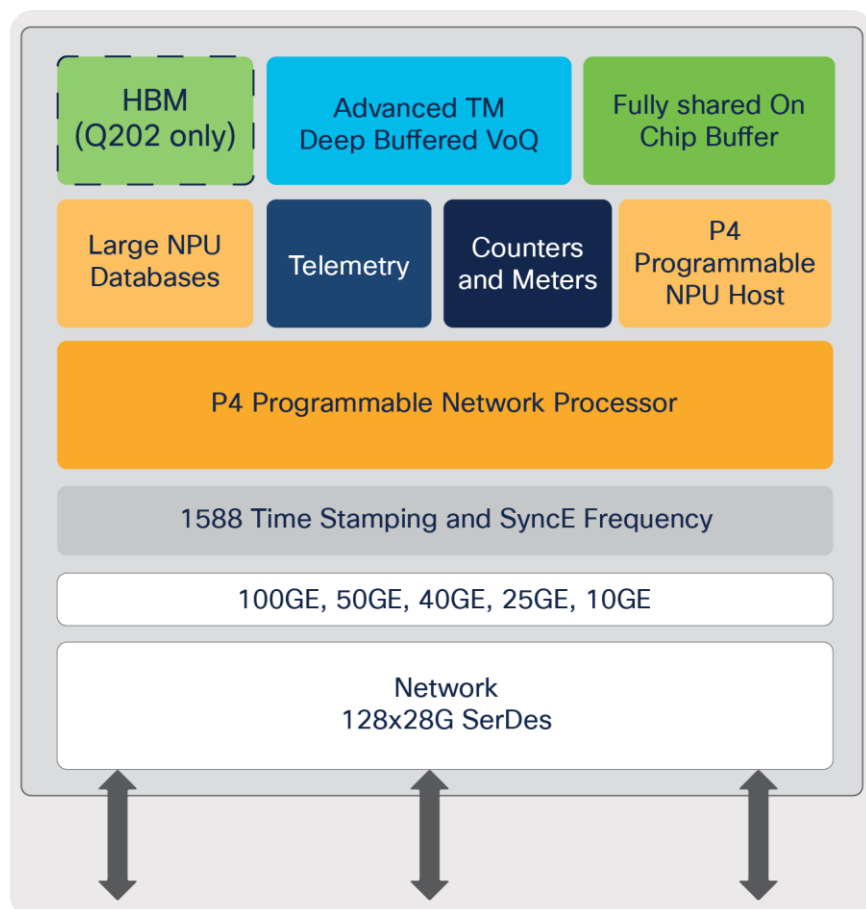 HBM
(Q202 only)
Advanced TM
Deep Buffered VoQ
Fully shared On
Chip Buffer
Large NPU
Databases
Telemetry
Counters
and Meters
P4
Programmable
NPU Host
P4 Programmable Network Processor
1588 Time Stamping and SyncE Frequency
100GE, 50GE, 40GE, 25GE, 10GE
Network
128x28G SerDes